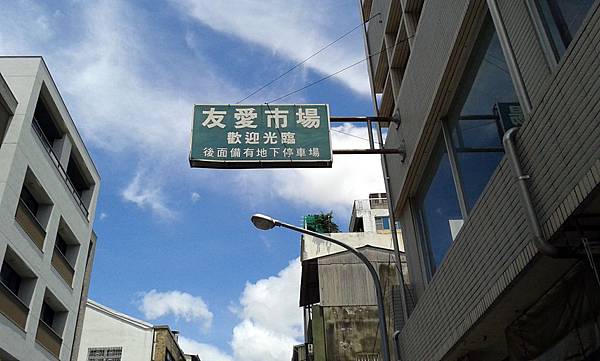 友愛市場
歡迎光臨
後面備有地下停車場